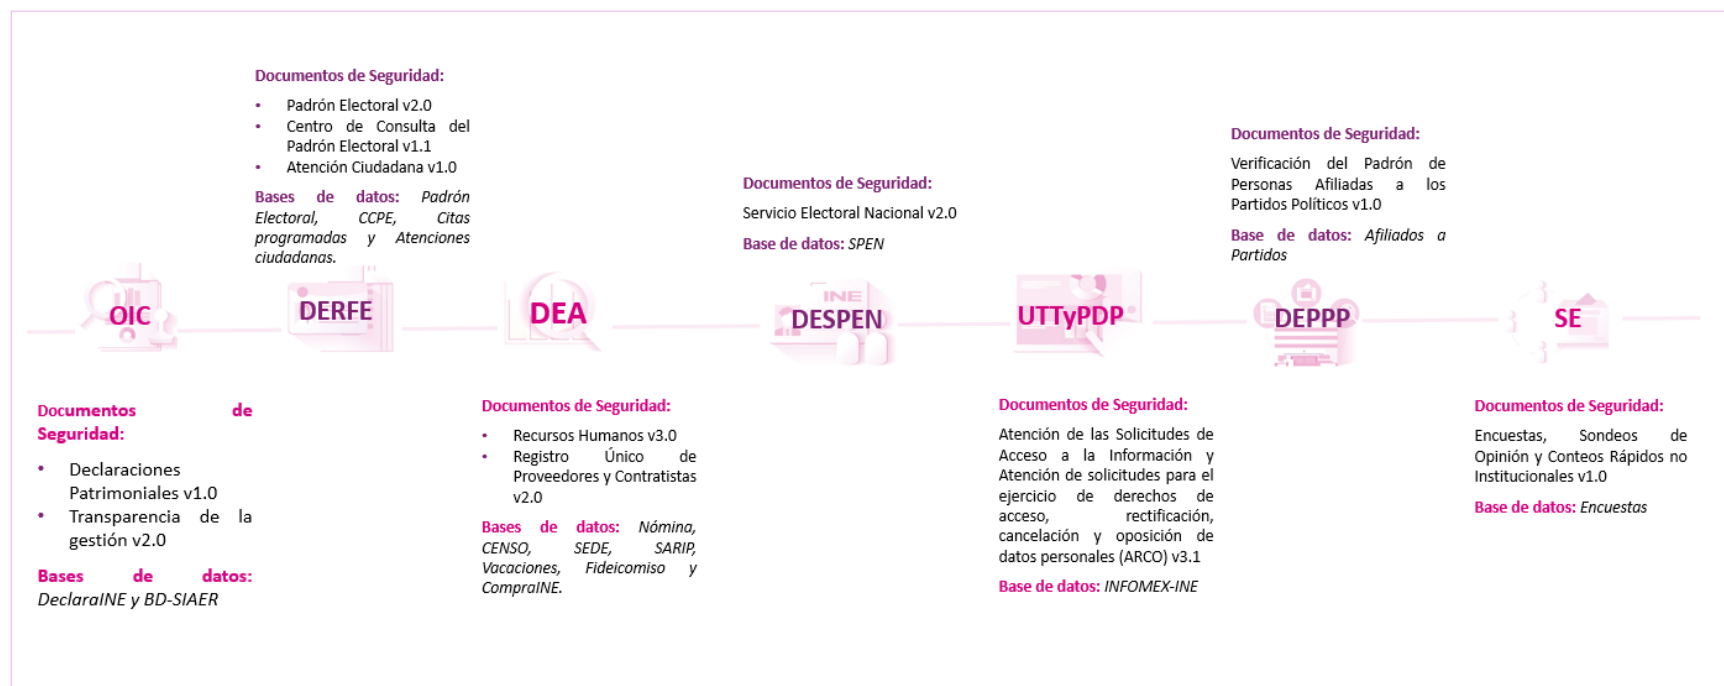 OIC
Documentos de
Seguridad:
• Declaraciones
Patrimoniales v1.0
• Transparencia de la
gestión v2.0
Bases de datos:
DeclaraINE y BD-SIAER
Documentos de Seguridad:
• Padrón Electoral v2.0
• Centro de Consulta del
Padrón Electoral v1.1
• Atención Ciudadana v1.0
Bases de datos: Padrón
Electoral, CCPE, Citas
programadas y Atenciones
ciudadanas.
DERFE
DEA
Documentos de Seguridad:
• Recursos Humanos v3.0
• Registro Único de
Proveedores y Contratistas
v2.0
Bases de datos: Nómina,
CENSO, SEDE, SARIP,
Vacaciones, Fideicomiso y
CompraINE.
Documentos de Seguridad:
Servicio Electoral Nacional v2.0
Base de datos: SPEN
INE
DESPEN
UTTyPDP
Documentos de Seguridad:
Atención de las Solicitudes de
Acceso a la Información y
Atención de solicitudes para el
ejercicio de derechos de
acceso, rectificación,
cancelación y oposición de
datos personales (ARCO) v3.1
Base de datos: INFOMEX-INE
Documentos de Seguridad:
Verificación del Padrón de
Personas Afiliadas a los
Partidos Políticos v1.0
Base de datos: Afiliados a
Partidos
DEPPP
SE
Documentos de Seguridad:
Encuestas, Sondeos de
Opinión y Conteos Rápidos no
Institucionales v1.0
Base de datos: Encuestas